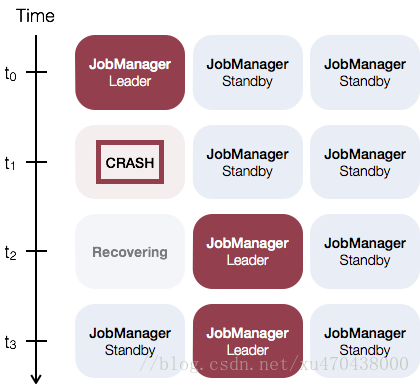 Time
t0
JobManager
Leader
JobManager
Standby
JobManager
Standby
t1
CRASH
JobManager
Standby
JobManager
Standby
t2
Recovering
JobManager
Leader
JobManager
Standby
t3
JobManager
Standby
JobManager
Leader
JobManager
Standby
//blog.csdn.net/xu470438000